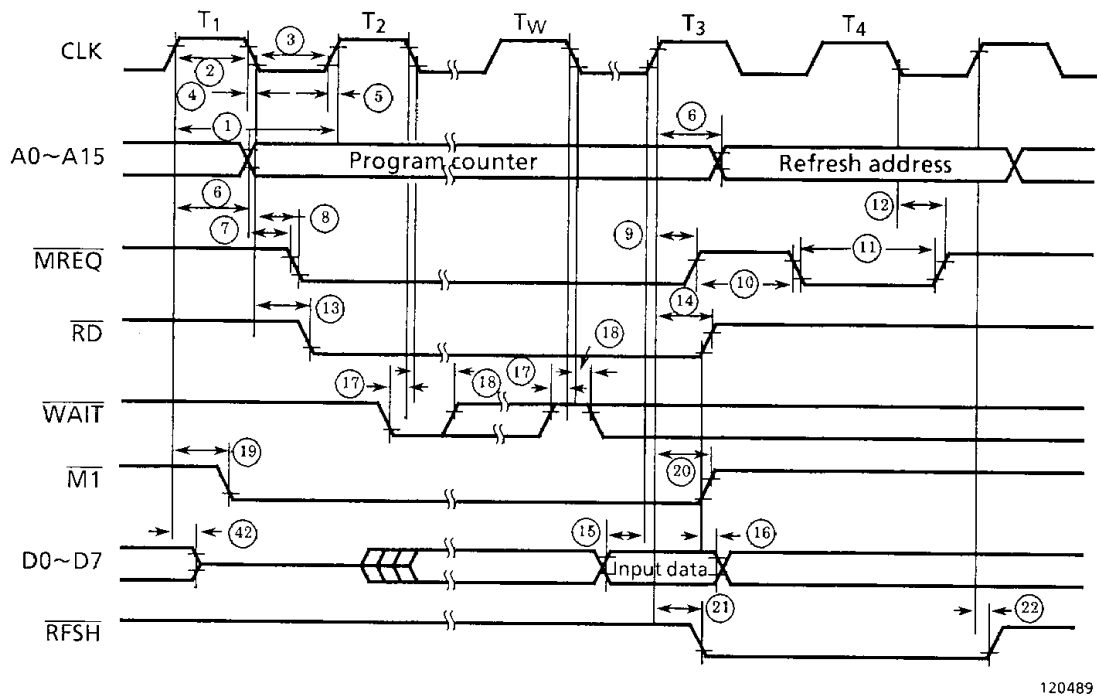 T1 T2 TW T3 T4
CLK
3
2
4 5
1 6
A0~A15 Program counter Refresh address
6
8 12
7 9 11
MREQ
10
13 14
RD
18
17 18 17
WAIT
19 20
M1
42 15 16
D0~D7 Input data
21 22
RFSH
120489